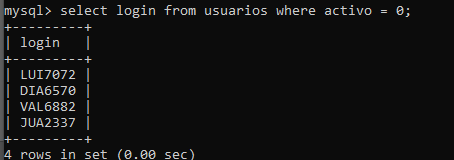 mysql> select login from usuarios where activo = 0;
+---------+
| login   |
+---------+
| LUI7072 |
| DIA6570 |
| VAL6882 |
| JUA2337 |
+---------+
4 rows in set (0.00 sec)